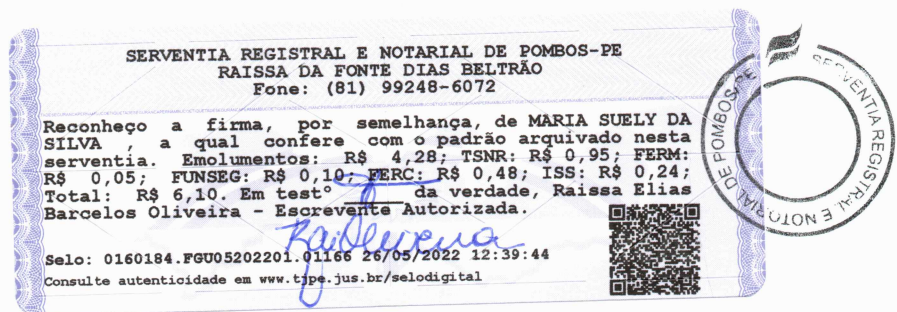 SERVENTIA REGISTRAL E NOTARIAL DE POMBOS-PE
RAISSA DA FONTE DIAS BELTRÃO
Fone: (81) 99248-6072
Reconheço a firma, por semelhança, de MARIA SUELY DA
SILVA , a qual confere com o padrão arquivado nesta
serventia. Emolumentos: R$ 4,28; TSNR: R$ 0,95; FERM:
R$ 0,05; FUNSEG: R$ 0,10; FERC: R$ 0,48; ISS: R$ 0,24;
Total: R$ 6,10. Em testº ____ da verdade, Raissa Elias
Barcelos Oliveira - Escrevente Autorizada.
Selo: 0160184.FGU05202201.01166 26/05/2022 12:39:44
Consulte autenticidade em www.tjpe.jus.br/selodigital
SERVENTIA REGISTRAL E NOTORIAL DE POMBOS-PE